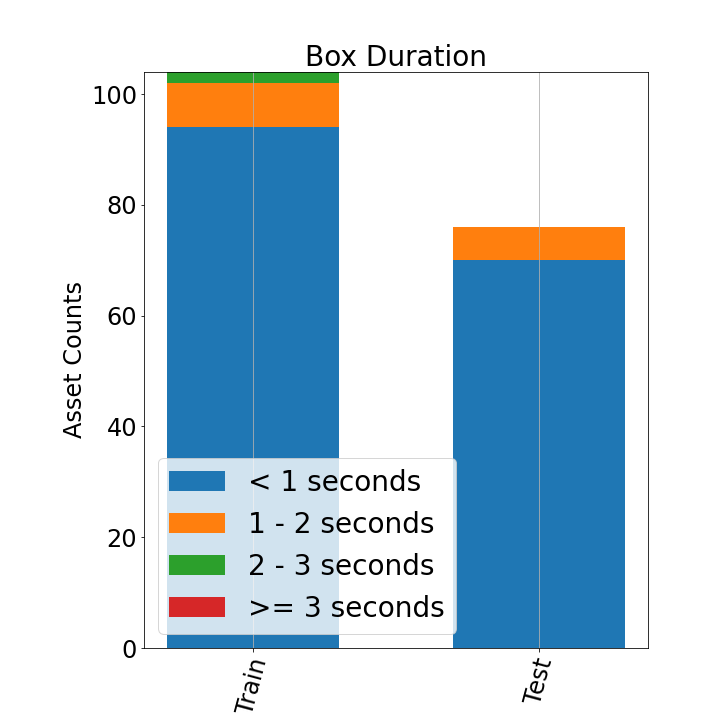 Box Duration
Asset Counts
100
80
60
40
20
0
< 1 seconds
1 - 2 seconds
2 - 3 seconds
>= 3 seconds
Train
Test